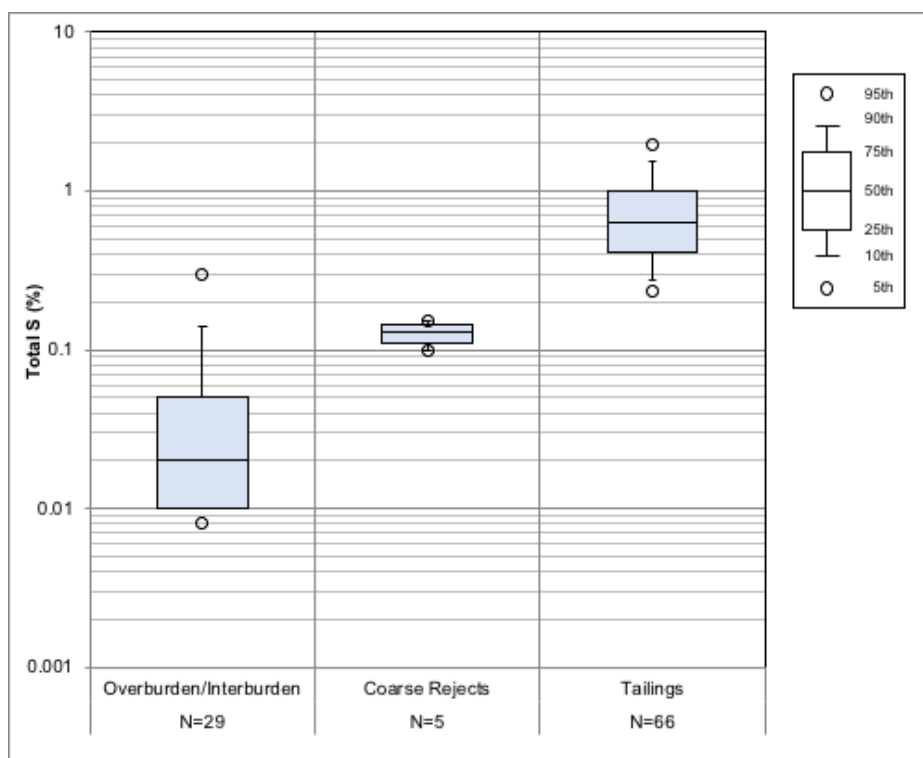 10
1
0.1
0.01
0.001
Total S (%)
Overburden/Interburden
Coarse Rejects
Tailings
N=29
N=5
N=66
95th
90th
75th
50th
25th
10th
5th